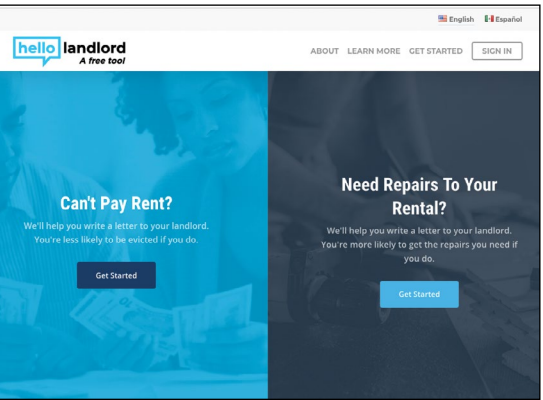 English Español
hello landlord
A free tool
ABOUT LEARN MORE GET STARTED SIGN IN
Can't Pay Rent?
We'll help you write a letter to your landlord.
You're less likely to be evicted if you do.
Get Started
Need Repairs To Your
Rental?
We'll help you write a letter to your landlord.
You're more likely to get the repairs you need if
you do.
Get Started